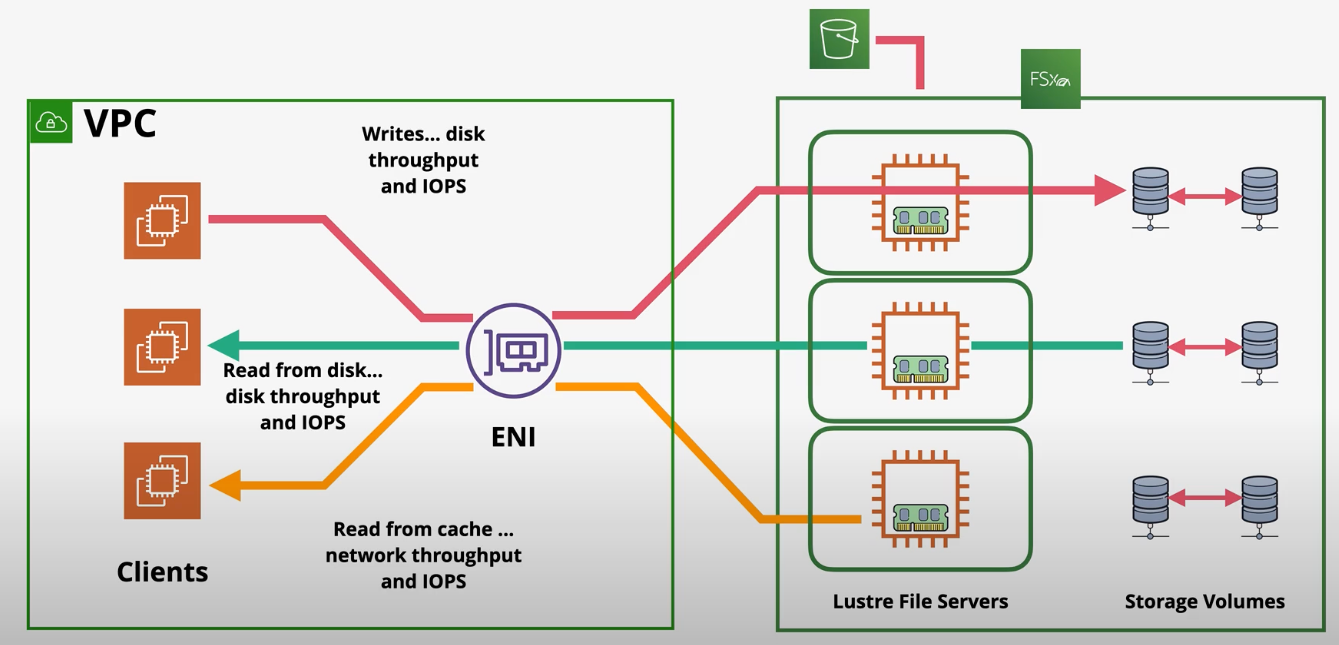 VPC
Writes... disk
throughput
and IOPS
FSx
Read from disk...
disk throughput
and IOPS
ENI
Read from cache ...
network throughput
and IOPS
Clients
Lustre File Servers
Storage Volumes